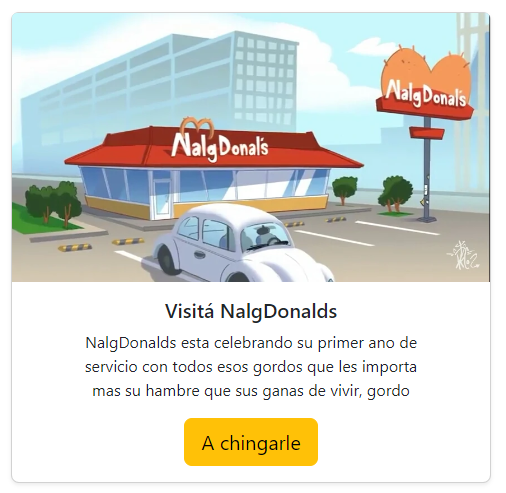 NalgDonal's
NalgDonal's
Visitá NalgDonalds
NalgDonalds esta celebrando su primer ano de
servicio con todos esos gordos que les importa
mas su hambre que sus ganas de vivir, gordo
A chingarle